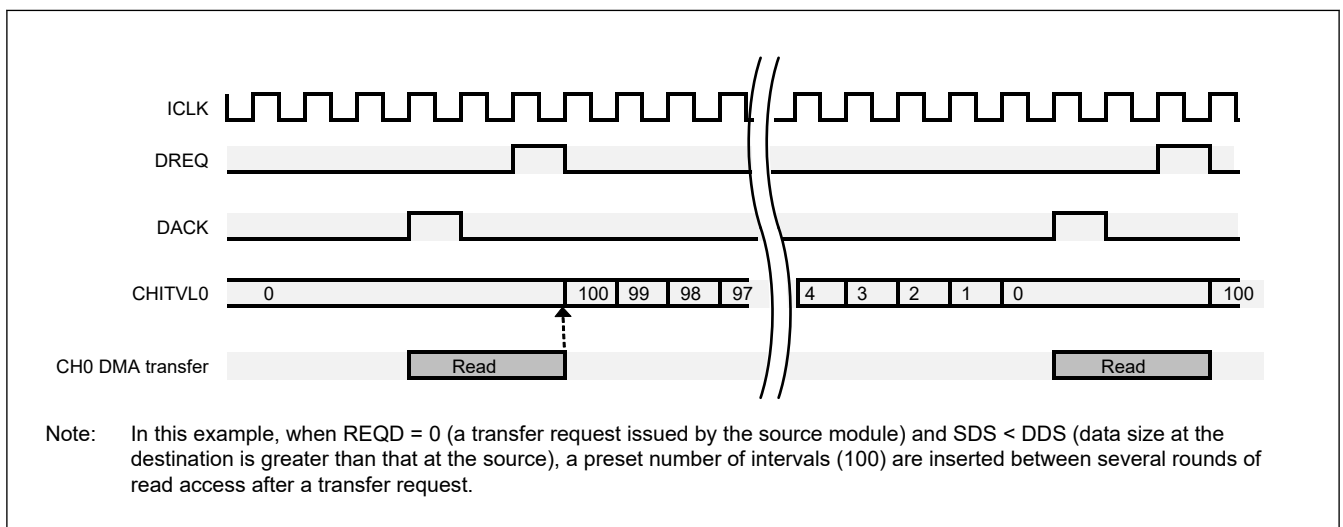 ICLK
DREQ
DACK
CHITVL0 0 100 99 98 97 4 3 2 1 0 100
CH0 DMA transfer Read Read
Note: In this example, when REQD = 0 (a transfer request issued by the source module) and SDS < DDS (data size at the
destination is greater than that at the source), a preset number of intervals (100) are inserted between several rounds of
read access after a transfer request.